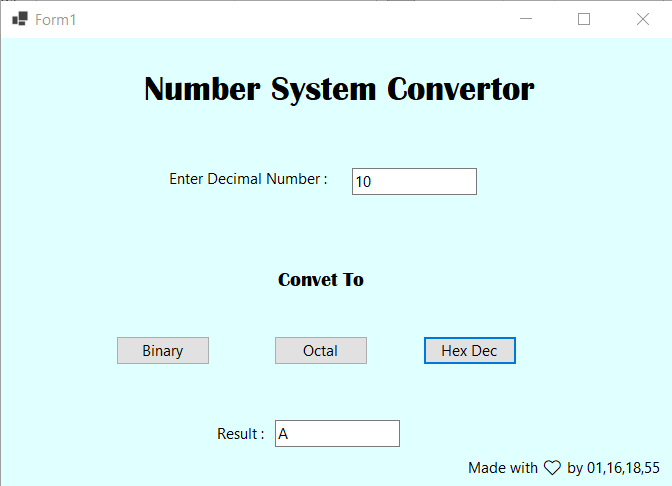 Form1
Number System Convertor
Enter Decimal Number : 10
Convet To
Binary Octal Hex Dec
Result : A
Made with ♡ by 01,16,18,55